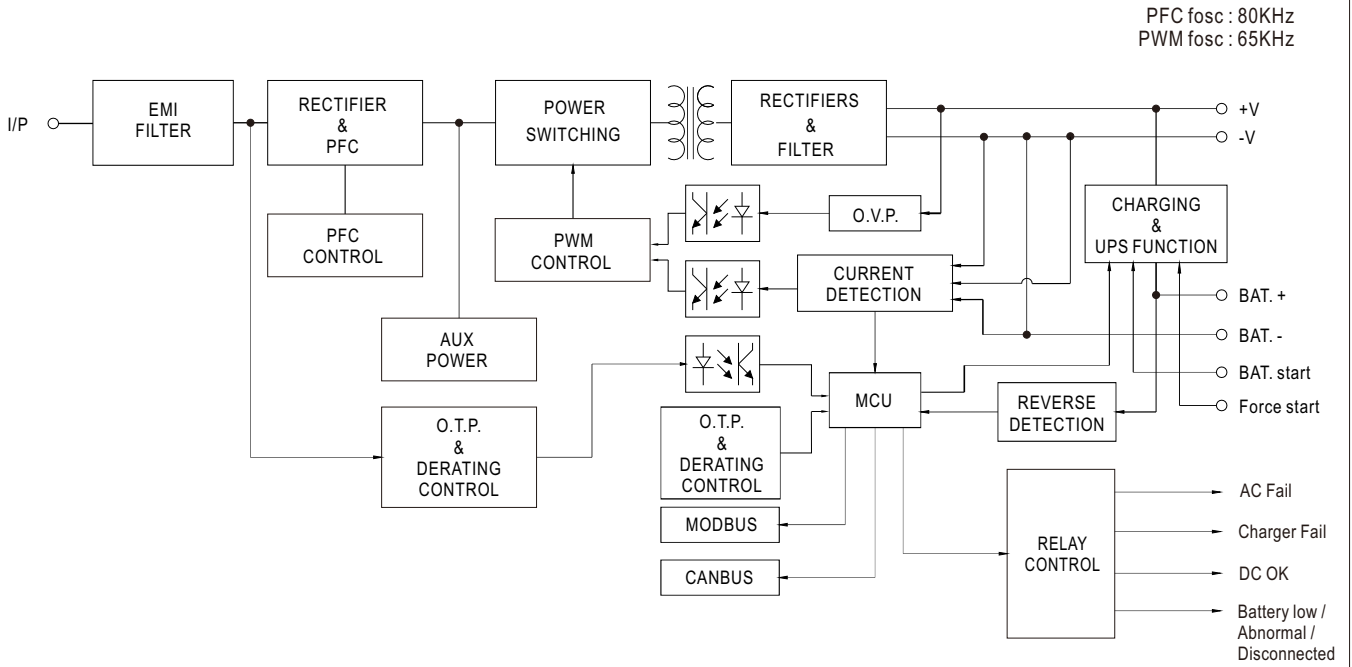 PFC fosc : 80KHz
PWM fosc : 65KHz
I/P
EMI
FILTER
RECTIFIER
&
PFC
POWER
SWITCHING
RECTIFIERS
&
FILTER
+V
-V
PFC
CONTROL
PWM
CONTROL
O.V.P.
CHARGING
&
UPS FUNCTION
CURRENT
DETECTION
BAT. +
BAT. -
AUX
POWER
BAT. start
MCU
REVERSE
DETECTION
Force start
O.T.P.
&
DERATING
CONTROL
O.T.P.
&
DERATING
CONTROL
MODBUS
CANBUS
RELAY
CONTROL
AC Fail
Charger Fail
DC OK
Battery low /
Abnormal /
Disconnected